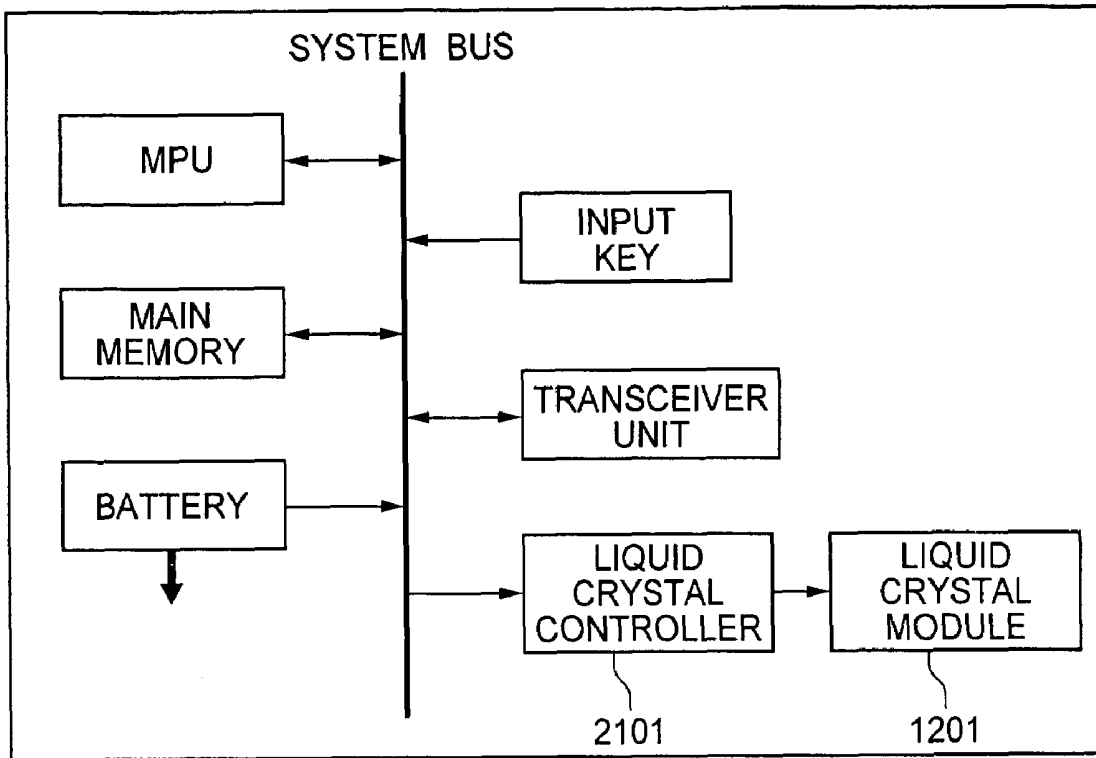 SYSTEM BUS
MPU
INPUT
KEY
MAIN
MEMORY
TRANSCEIVER
UNIT
BATTERY
LIQUID
CRYSTAL
CONTROLLER
LIQUID
CRYSTAL
MODULE
2101
1201